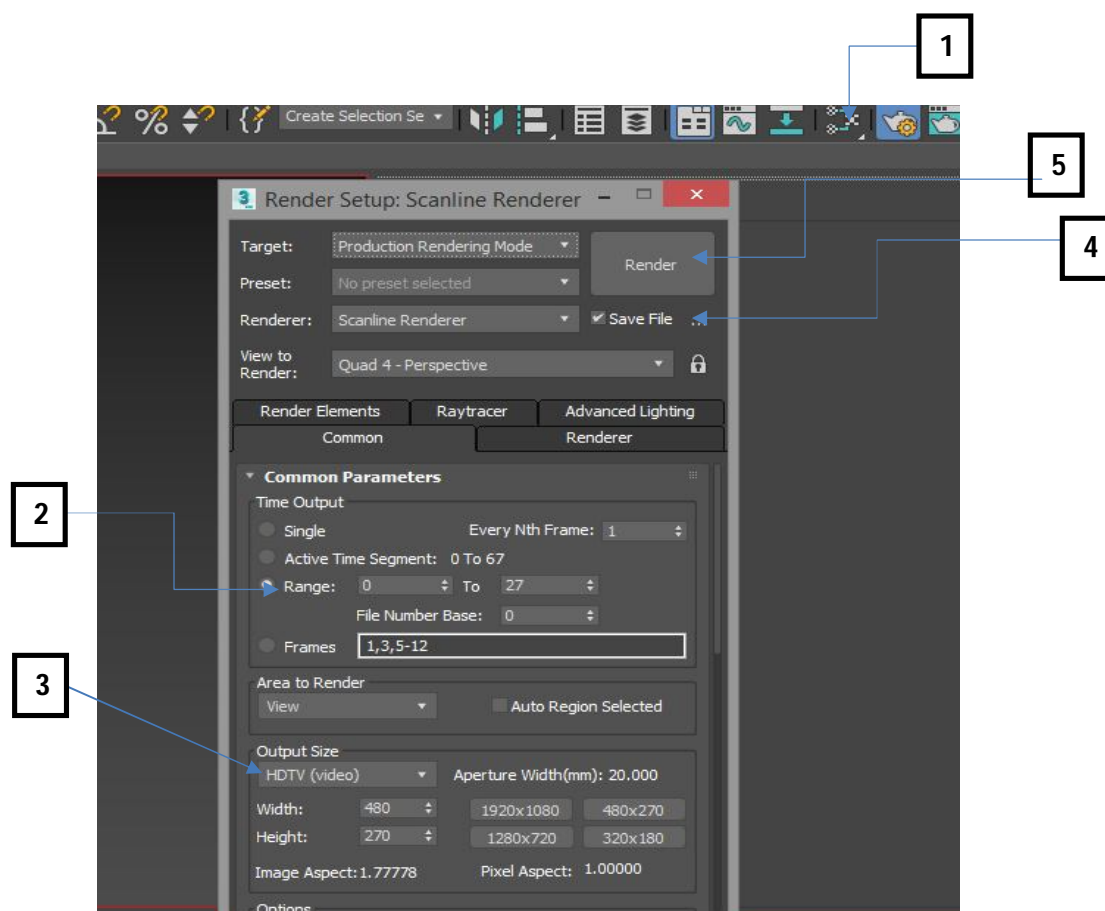 1
Create Selection Se
5
Render Setup: Scanline Renderer
4
Target: Production Rendering Mode
Render
Preset: No preset selected
Renderer: Scanline Renderer Save File ...
View to
Render: Quad 4 - Perspective
Render Elements Raytracer Advanced Lighting
Common Renderer
Common Parameters
2
Time Output
Single Every Nth Frame: 1
Active Time Segment: 0 To 67
Range: 0 To 27
File Number Base: 0
Frames 1,3,5-12
3
Area to Render
View Auto Region Selected
Output Size
HDTV (video) Aperture Width(mm): 20.000
Width: 480 1920x1080 480x270
Height: 270 1280x720 320x180
Image Aspect: 1.77778 Pixel Aspect: 1.00000
Options